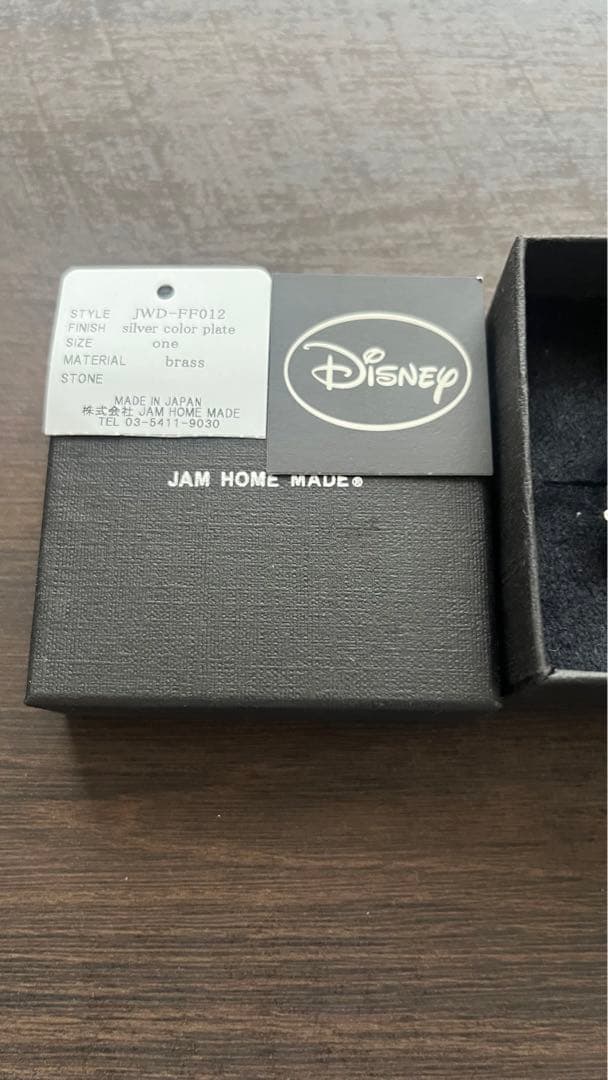 STYLE JWD-FF012
FINISH silver color plate
SIZE one
MATERIAL brass
STONE
MADE IN JAPAN
株式会社 JAM HOME MADE
TEL 03-5411-9030
Disney
JAM HOME MADE®